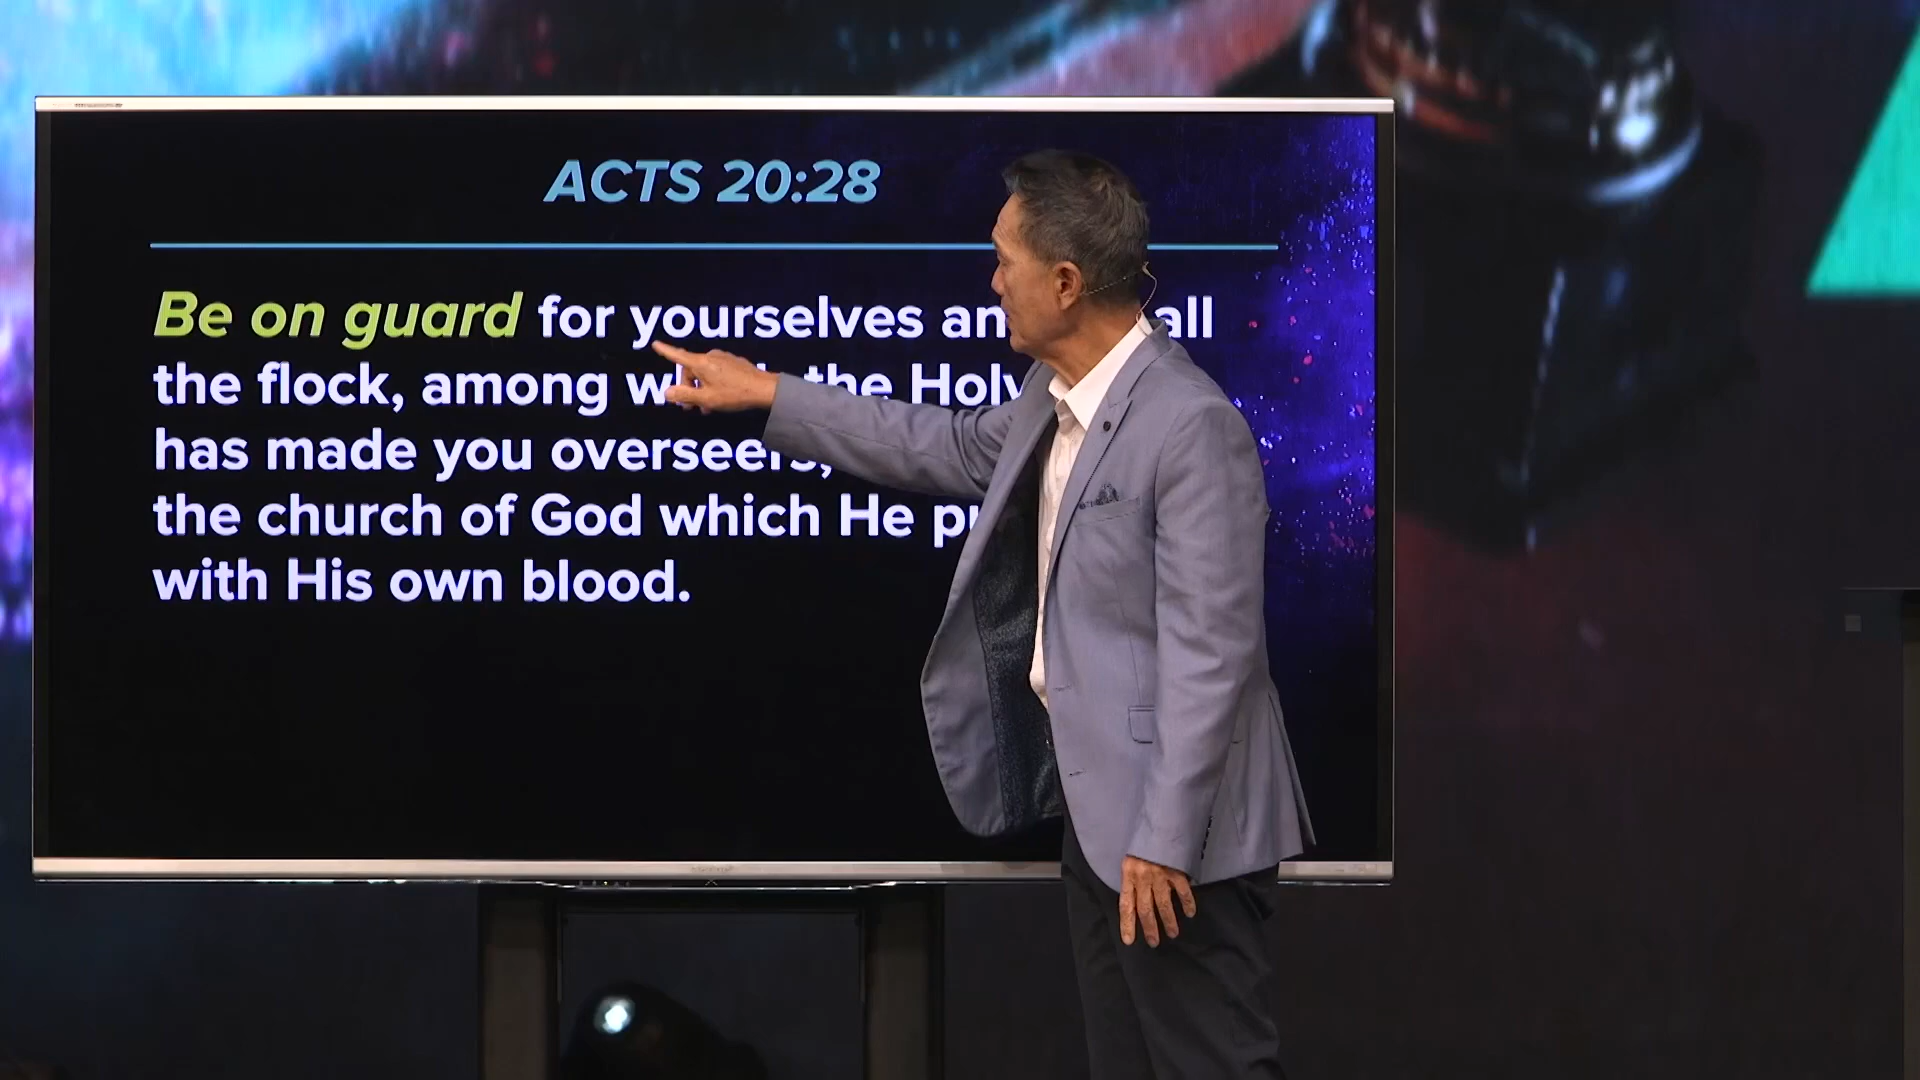 ACTS 20:28
Be on guard for yourselves an all
the flock, among the Holy
has made you overseers,
the church of God which He
with His own blood.